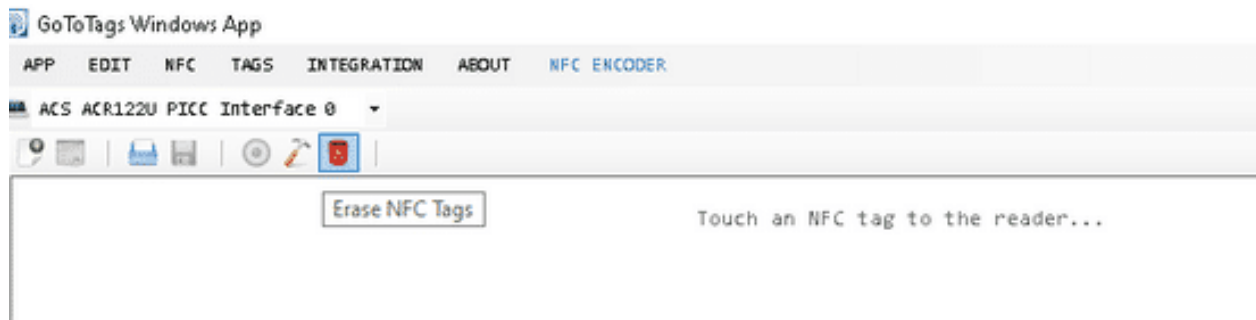 GoToTags Windows App
APP EDIT NFC TAGS INTEGRATION ABOUT NFC ENCODER
ACS ACR122U PICC Interface 0
Erase NFC Tags
Touch an NFC tag to the reader...